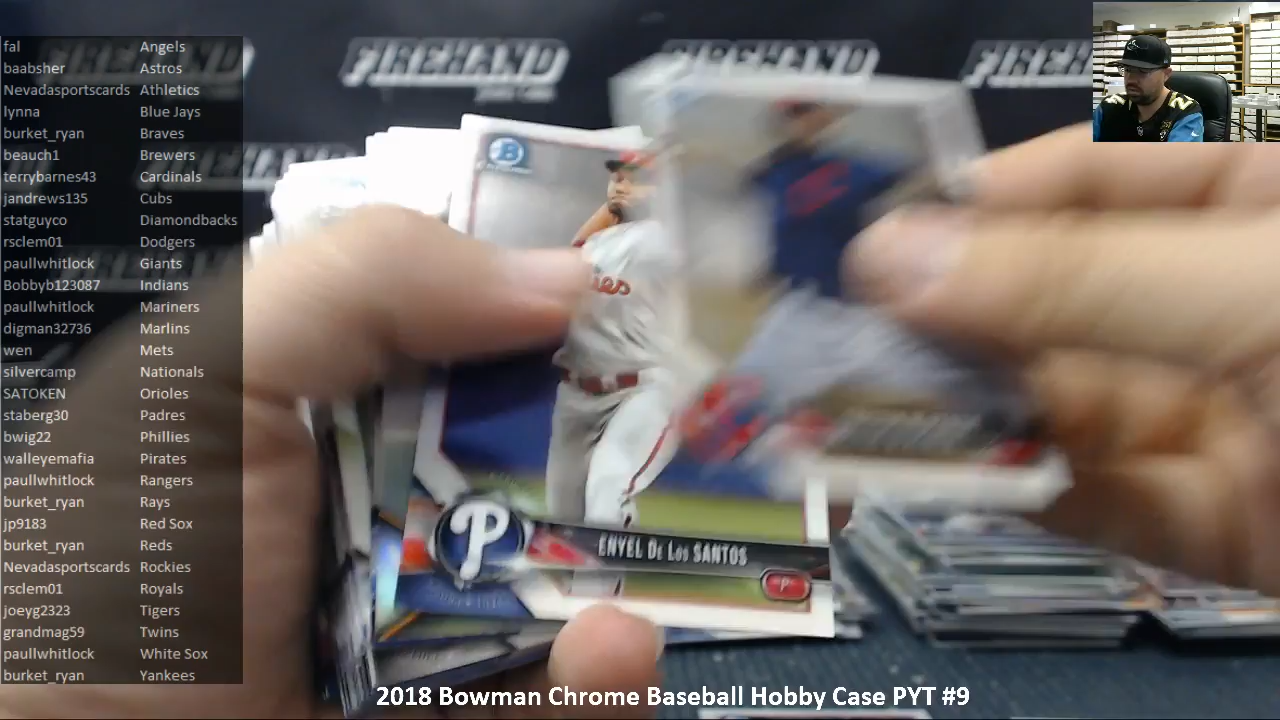 FIREHAND FIREHAND FIREHAND FIREHAND
fal Angels
baabsher Astros
Nevadasportscards Athletics
lynna Blue Jays
burket_ryan Braves
beauch1 Brewers
terrybarnes43 Cardinals
jandrews135 Cubs
statguyco Diamondbacks
rsclem01 Dodgers
paullwhitlock Giants
Bobbyb123087 Indians
paullwhitlock Mariners
digman32736 Marlins
wen Mets
silvercamp Nationals
SATOKEN Orioles
staberg30 Padres
bwig22 Phillies
walleyemafia Pirates
paullwhitlock Rangers
burket_ryan Rays
jp9183 Red Sox
burket_ryan Reds
Nevadasportscards Rockies
rsclem01 Royals
joeyg2323 Tigers
grandmag59 Twins
paullwhitlock White Sox
burket_ryan Yankees
B
P
ENYEL De Los SANTOS
P
2018 Bowman Chrome Baseball Hobby Case PYT #9